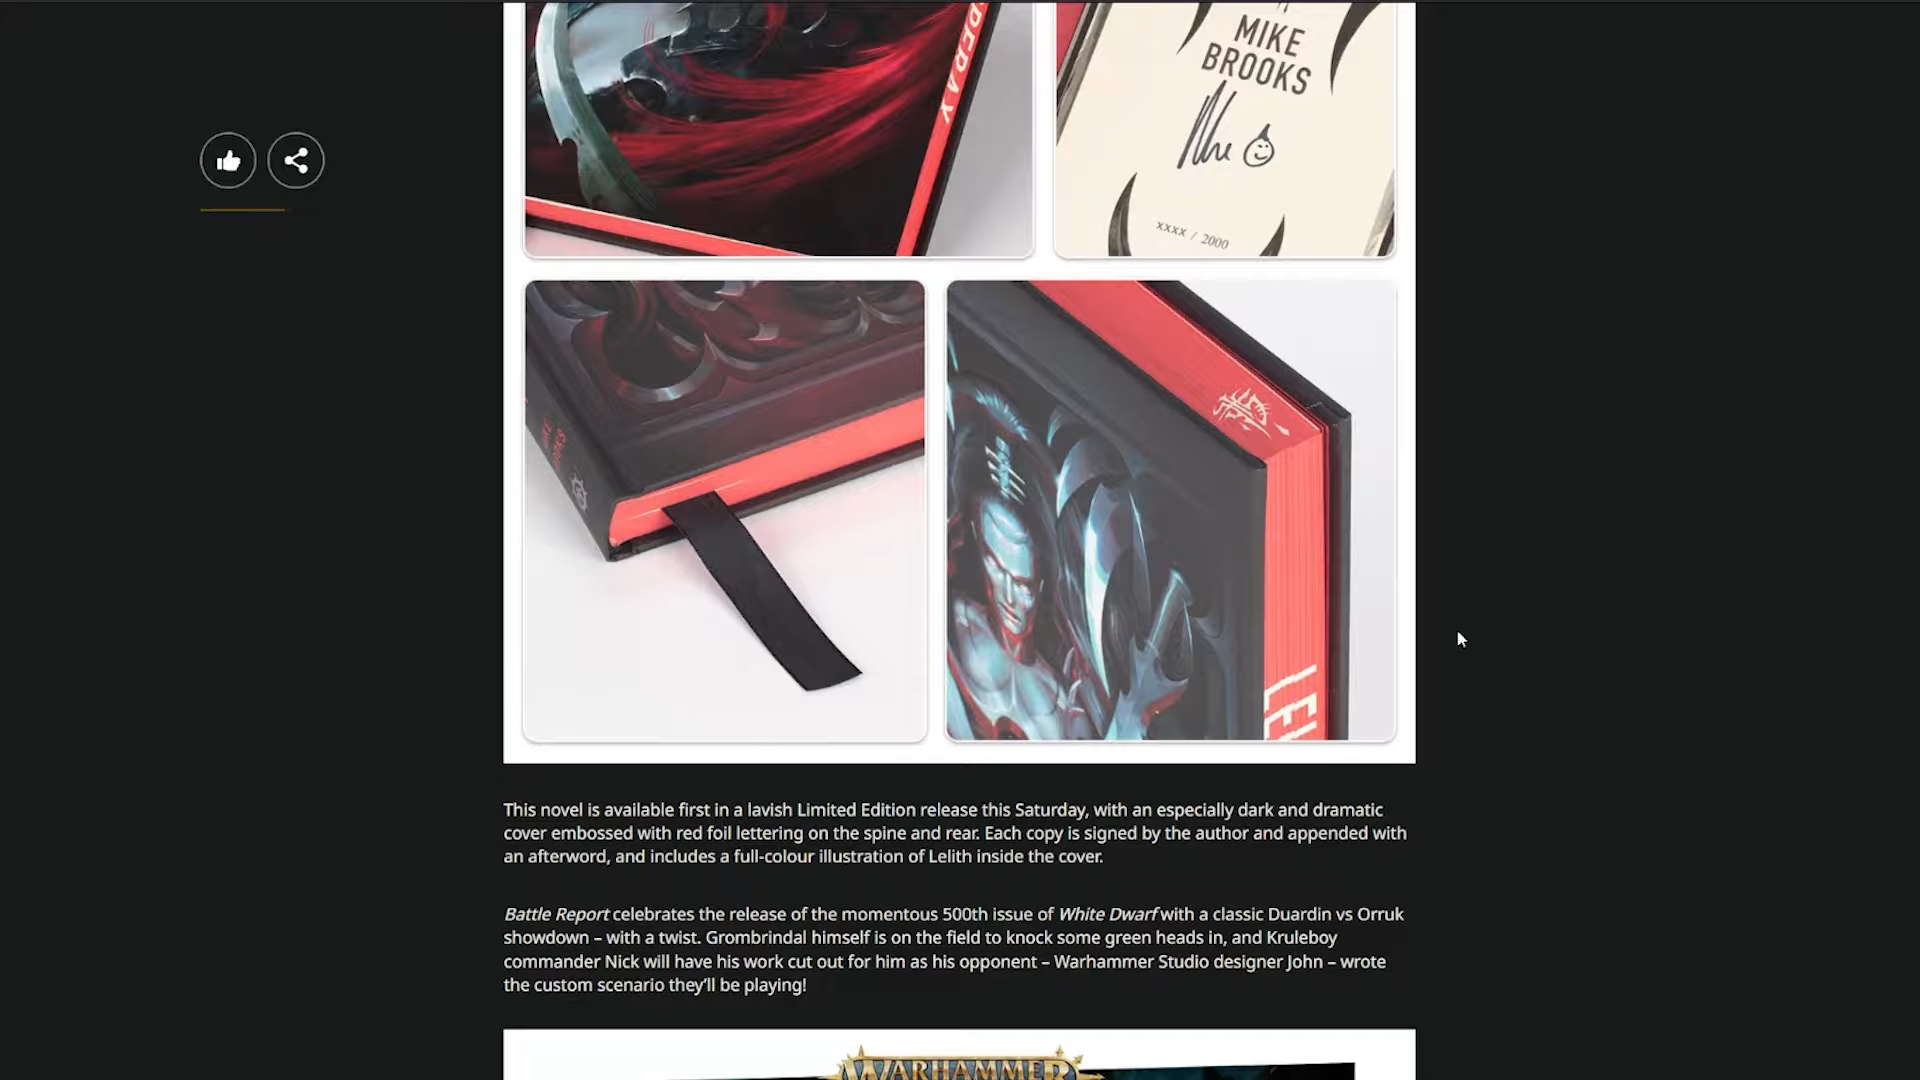 DERAX
MIKE
BROOKS
xxxx / 2000
This novel is available first in a lavish Limited Edition release this Saturday, with an especially dark and dramatic
cover embossed with red foil lettering on the spine and rear. Each copy is signed by the author and appended with
an afterword, and includes a full-colour illustration of Lelith inside the cover.
Battle Report celebrates the release of the momentous 500th issue of White Dwarf with a classic Duardin vs Orruk
showdown – with a twist. Grombrindal himself is on the field to knock some green heads in, and Kruleboy
commander Nick will have his work cut out for him as his opponent – Warhammer Studio designer John – wrote
the custom scenario they’ll be playing!
WARHAMMER